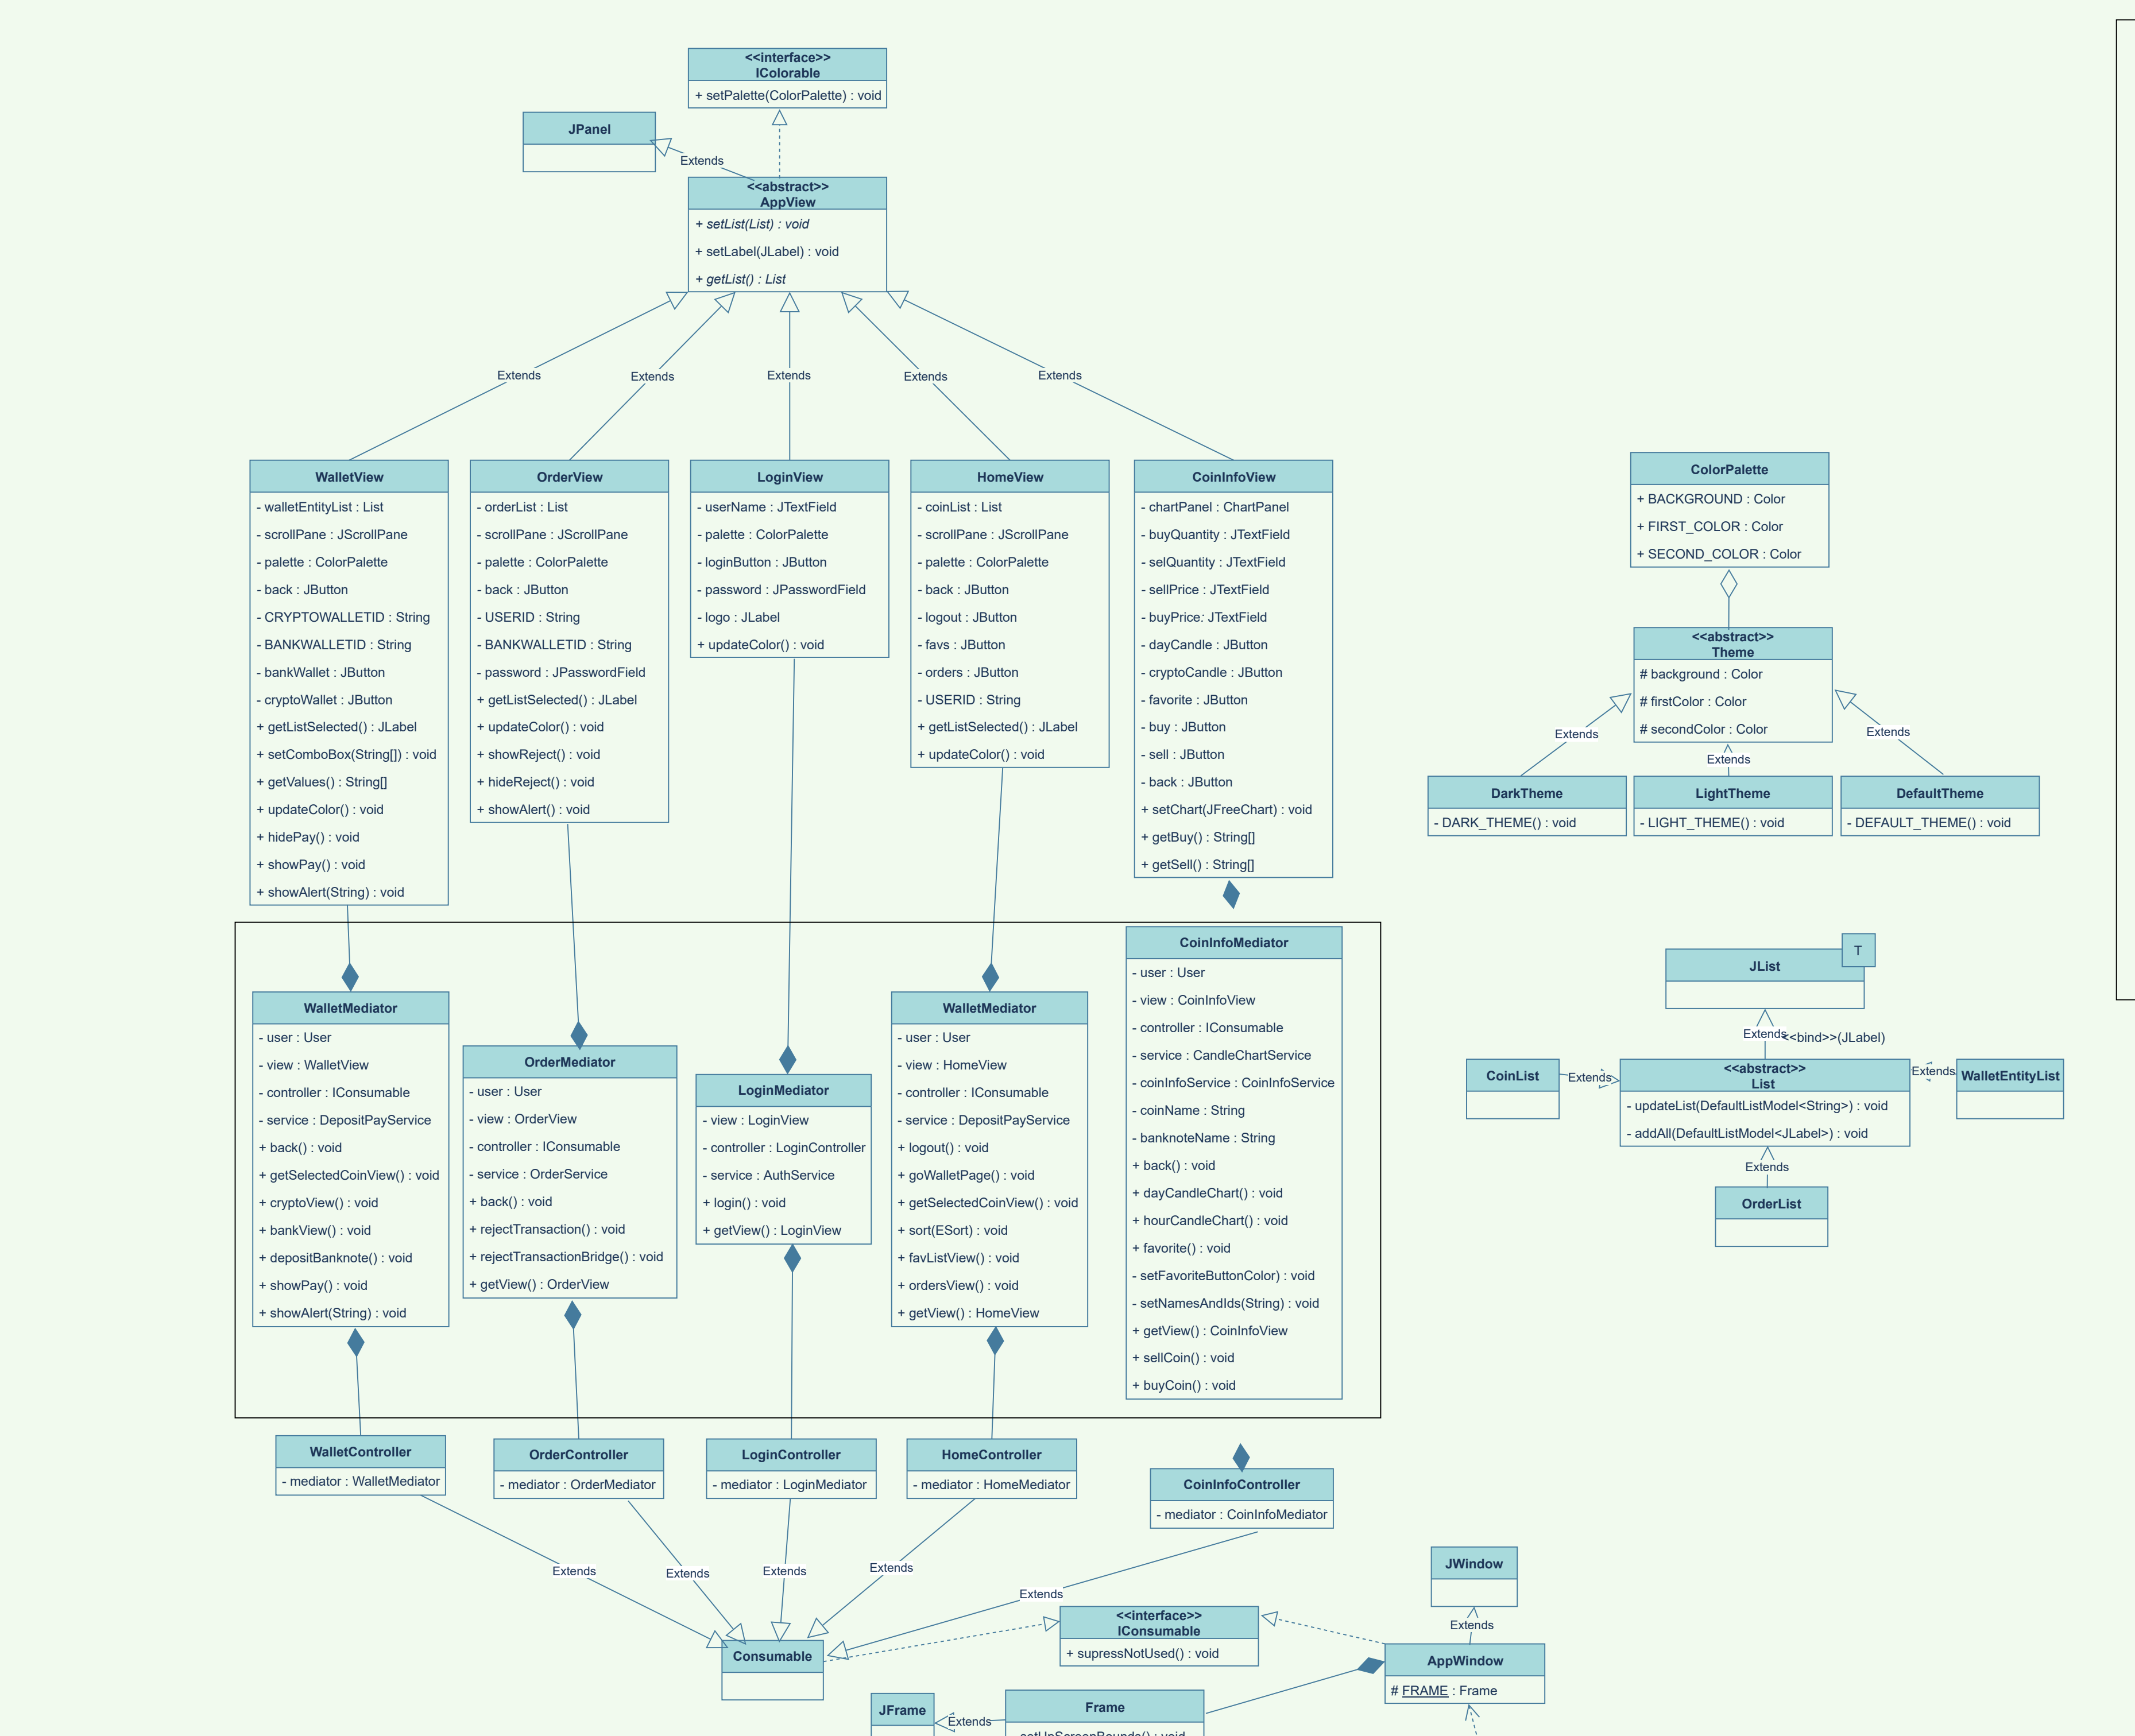 <<interface>>
IColorable
+ setPalette(ColorPalette) : void
JPanel
Extends
<<abstract>>
AppView
+ setList(List) : void
+ setLabel(JLabel) : void
+ getList() : List
Extends
Extends
Extends
Extends
Extends
WalletView
- walletEntityList : List
- scrollPane : JScrollPane
- palette : ColorPalette
- back : JButton
- CRYPTOWALLETID : String
- BANKWALLETID : String
- bankWallet : JButton
- cryptoWallet : JButton
+ getListSelected() : JLabel
+ setComboBox(String[]) : void
+ getValues() : String[]
+ updateColor() : void
+ hidePay() : void
+ showPay() : void
+ showAlert(String) : void
OrderView
- orderList : List
- scrollPane : JScrollPane
- palette : ColorPalette
- back : JButton
- USERID : String
- BANKWALLETID : String
- password : JPasswordField
+ getListSelected() : JLabel
+ updateColor() : void
+ showReject() : void
+ hideReject() : void
+ showAlert() : void
LoginView
- userName : JTextField
- palette : ColorPalette
- loginButton : JButton
- password : JPasswordField
- logo : JLabel
+ updateColor() : void
HomeView
- coinList : List
- scrollPane : JScrollPane
- palette : ColorPalette
- back : JButton
- logout : JButton
- favs : JButton
- orders : JButton
- USERID : String
+ getListSelected() : JLabel
+ updateColor() : void
CoinInfoView
- chartPanel : ChartPanel
- buyQuantity : JTextField
- selQuantity : JTextField
- sellPrice : JTextField
- buyPrice: JTextField
- dayCandle : JButton
- cryptoCandle : JButton
- favorite : JButton
- buy : JButton
- sell : JButton
- back : JButton
+ setChart(JFreeChart) : void
+ getBuy() : String[]
+ getSell() : String[]
ColorPalette
+ BACKGROUND : Color
+ FIRST_COLOR : Color
+ SECOND_COLOR : Color
<<abstract>>
Theme
# background : Color
# firstColor : Color
# secondColor : Color
Extends
Extends
Extends
DarkTheme
- DARK_THEME() : void
LightTheme
- LIGHT_THEME() : void
DefaultTheme
- DEFAULT_THEME() : void
WalletMediator
- user : User
- view : WalletView
- controller : IConsumable
- service : DepositPayService
+ back() : void
+ getSelectedCoinView() : void
+ cryptoView() : void
+ bankView() : void
+ depositBanknote() : void
+ showPay() : void
+ showAlert(String) : void
OrderMediator
- user : User
- view : OrderView
- controller : IConsumable
- service : OrderService
+ back() : void
+ rejectTransaction() : void
+ rejectTransactionBridge() : void
+ getView() : OrderView
LoginMediator
- view : LoginView
- controller : LoginController
- service : AuthService
+ login() : void
+ getView() : LoginView
WalletMediator
- user : User
- view : HomeView
- controller : IConsumable
- service : DepositPayService
+ logout() : void
+ goWalletPage() : void
+ getSelectedCoinView() : void
+ sort(ESort) : void
+ favListView() : void
+ ordersView() : void
+ getView() : HomeView
CoinInfoMediator
- user : User
- view : CoinInfoView
- controller : IConsumable
- service : CandleChartService
- coinInfoService : CoinInfoService
- coinName : String
- banknoteName : String
+ back() : void
+ dayCandleChart() : void
+ hourCandleChart() : void
+ favorite() : void
- setFavoriteButtonColor) : void
- setNamesAndIds(String) : void
+ getView() : CoinInfoView
+ sellCoin() : void
+ buyCoin() : void
T
JList
Extends
<<bind>>(JLabel)
CoinList
Extends
<<abstract>>
List
- updateList(DefaultListModel<String>) : void
- addAll(DefaultListModel<JLabel>) : void
Extends
WalletEntityList
Extends
OrderList
WalletController
- mediator : WalletMediator
OrderController
- mediator : OrderMediator
LoginController
- mediator : LoginMediator
HomeController
- mediator : HomeMediator
CoinInfoController
- mediator : CoinInfoMediator
Extends
Extends
Extends
Extends
Extends
Consumable
<<interface>>
IConsumable
+ supressNotUsed() : void
JWindow
Extends
AppWindow
# FRAME : Frame
JFrame
Extends
Frame